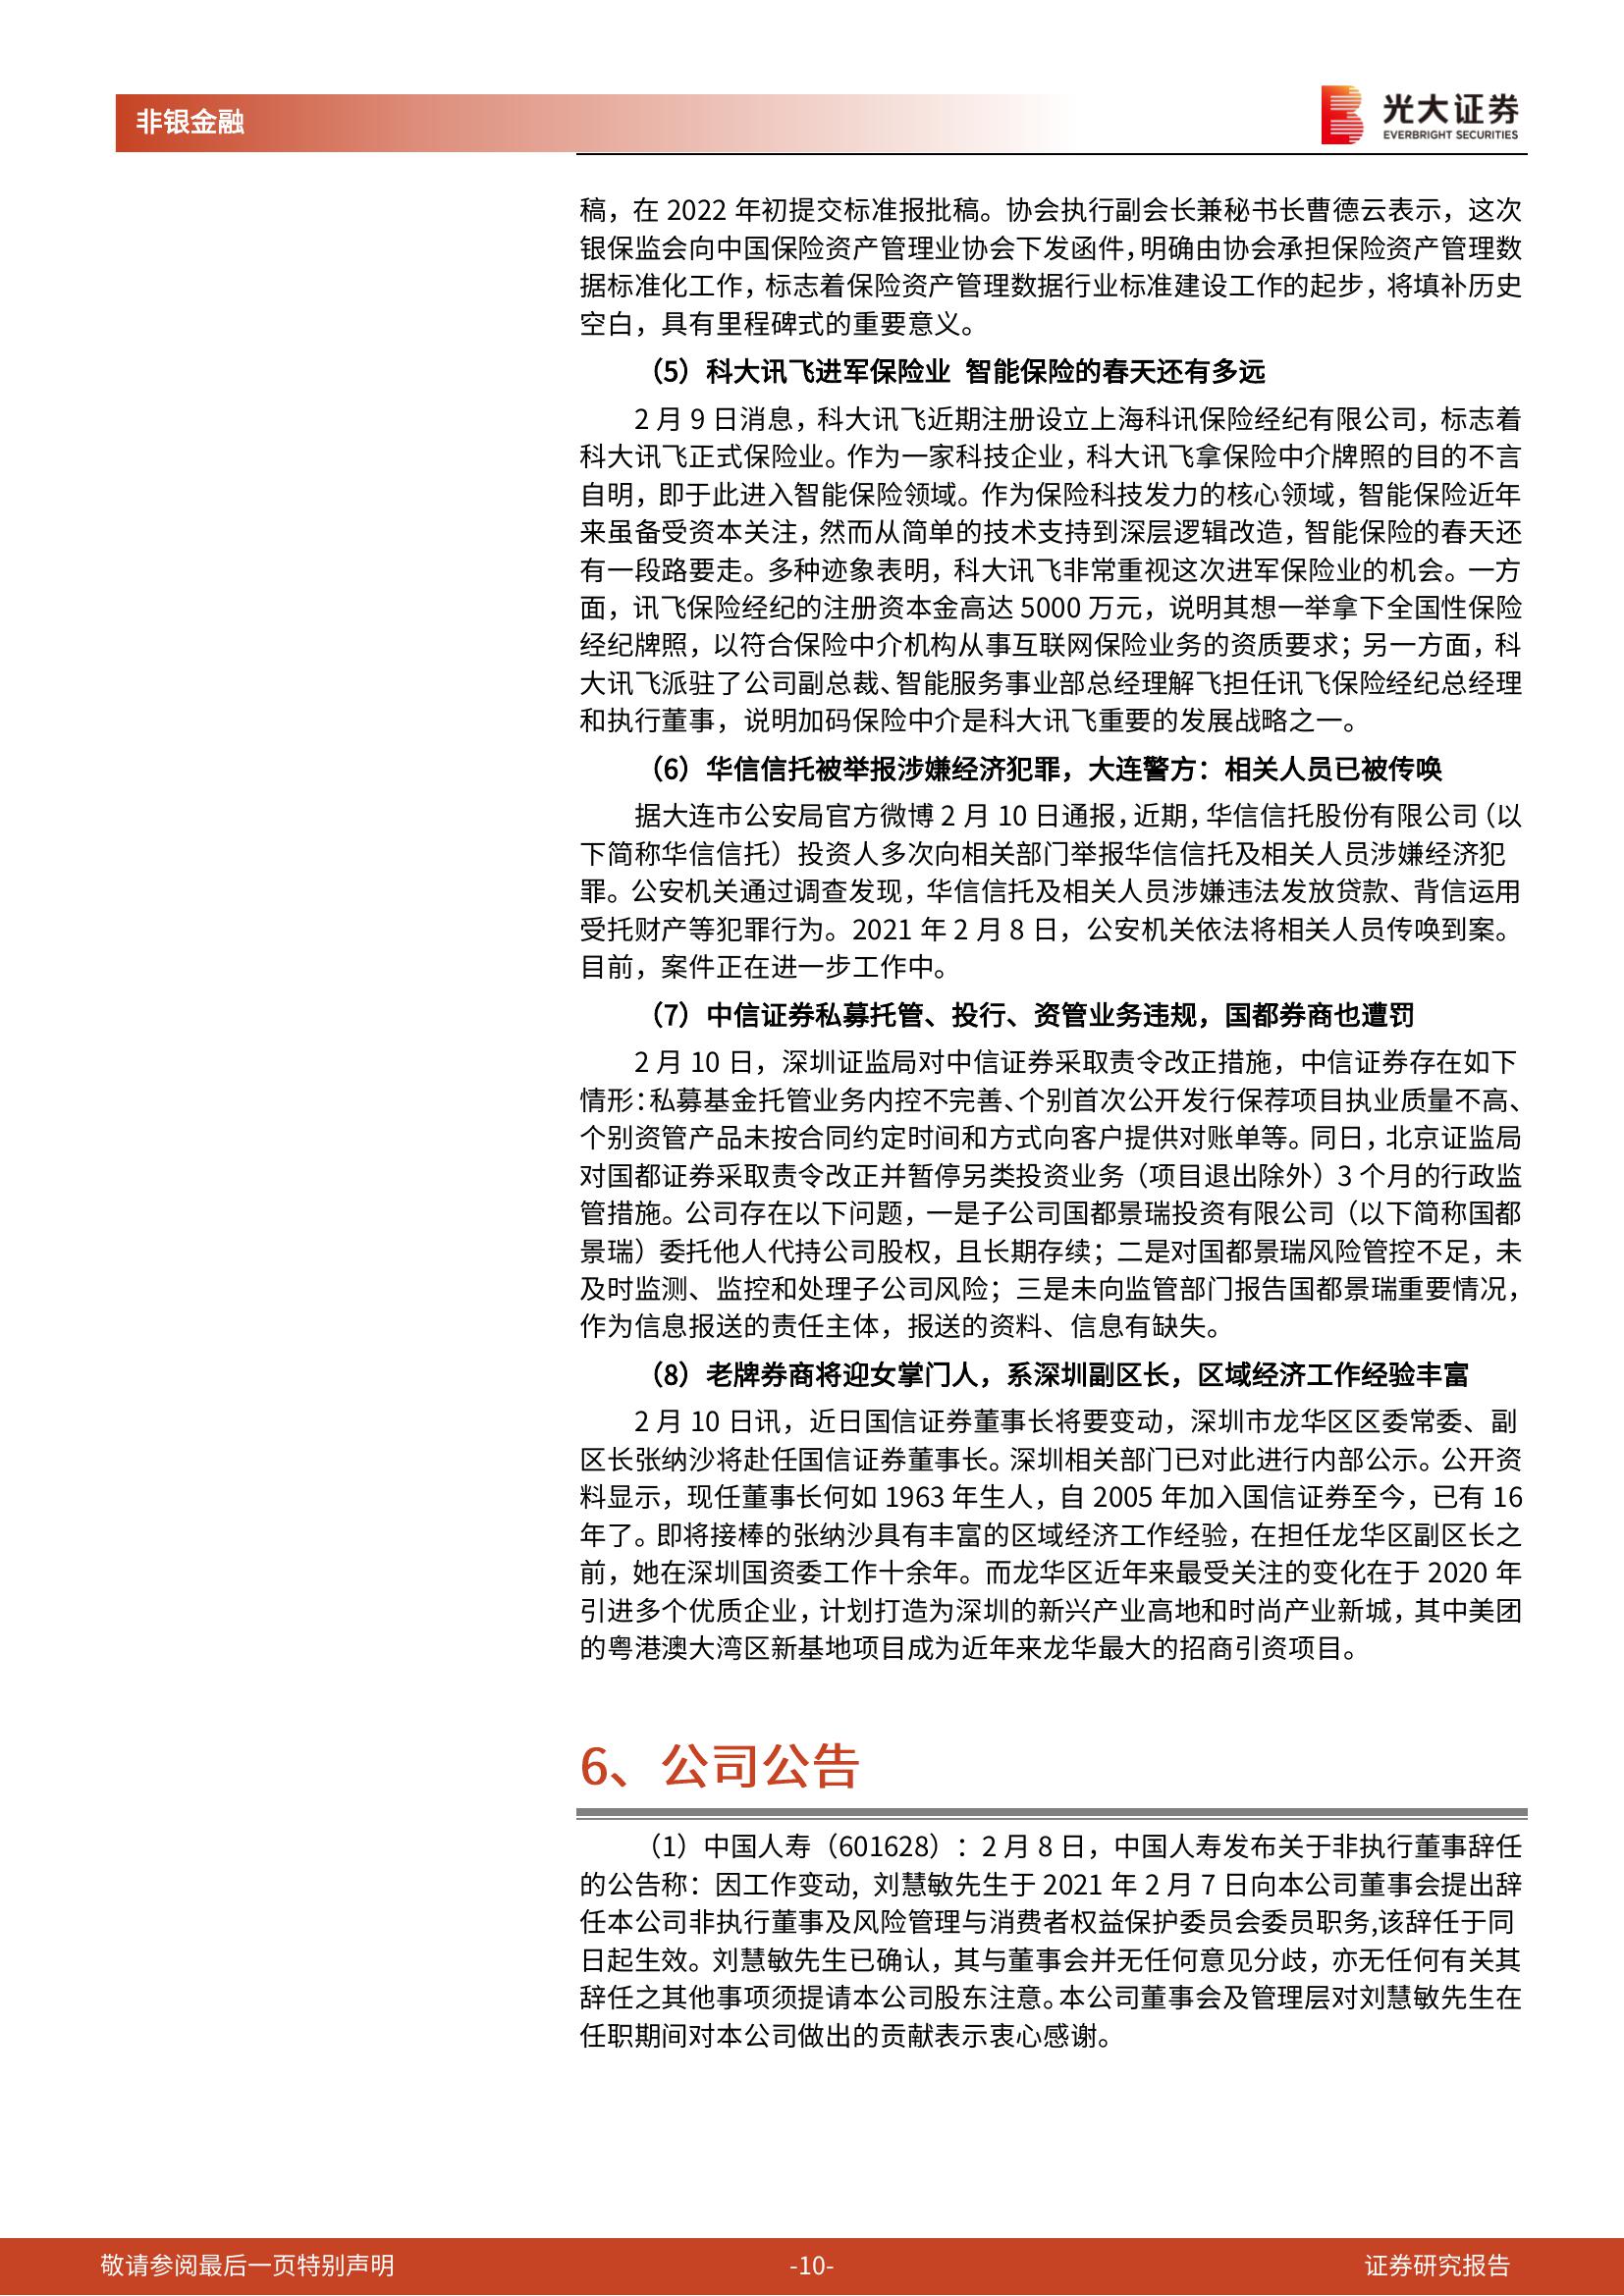 非银金融
光大证券
EVERBRIGHT SECURITIES
稿，在 2022 年初提交标准报批稿。协会执行副会长兼秘书长曹德云表示，这次
银保监会向中国保险资产管理业协会下发函件，明确由协会承担保险资产管理数
据标准化工作，标志着保险资产管理数据行业标准建设工作的起步，将填补历史
空白，具有里程碑式的重要意义。
（5）科大讯飞进军保险业 智能保险的春天还有多远
2 月 9 日消息，科大讯飞近期注册设立上海科讯保险经纪有限公司，标志着
科大讯飞正式保险业。作为一家科技企业，科大讯飞拿保险中介牌照的目的不言
自明，即于此进入智能保险领域。作为保险科技发力的核心领域，智能保险近年
来虽备受资本关注，然而从简单的技术支持到深层逻辑改造，智能保险的春天还
有一段路要走。多种迹象表明，科大讯飞非常重视这次进军保险业的机会。一方
面，讯飞保险经纪的注册资本金高达 5000 万元，说明其想一举拿下全国性保险
经纪牌照，以符合保险中介机构从事互联网保险业务的资质要求；另一方面，科
大讯飞派驻了公司副总裁、智能服务事业部总经理解飞担任讯飞保险经纪总经理
和执行董事，说明加码保险中介是科大讯飞重要的发展战略之一。
（6）华信信托被举报涉嫌经济犯罪，大连警方：相关人员已被传唤
据大连市公安局官方微博 2 月 10 日通报，近期，华信信托股份有限公司（以
下简称华信信托）投资人多次向相关部门举报华信信托及相关人员涉嫌经济犯
罪。公安机关通过调查发现，华信信托及相关人员涉嫌违法发放贷款、背信运用
受托财产等犯罪行为。2021 年 2 月 8 日，公安机关依法将相关人员传唤到案。
目前，案件正在进一步工作中。
（7）中信证券私募托管、投行、资管业务违规，国都券商也遭罚
2 月 10 日，深圳证监局对中信证券采取责令改正措施，中信证券存在如下
情形：私募基金托管业务内控不完善、个别首次公开发行保荐项目执业质量不高、
个别资管产品未按合同约定时间和方式向客户提供对账单等。同日，北京证监局
对国都证券采取责令改正并暂停另类投资业务（项目退出除外）3 个月的行政监
管措施。公司存在以下问题，一是子公司国都景瑞投资有限公司（以下简称国都
景瑞）委托他人代持公司股权，且长期存续；二是对国都景瑞风险管控不足，未
及时监测、监控和处理子公司风险；三是未向监管部门报告国都景瑞重要情况，
作为信息报送的责任主体，报送的资料、信息有缺失。
（8）老牌券商将迎女掌门人，系深圳副区长，区域经济工作经验丰富
2 月 10 日讯，近日国信证券董事长将要变动，深圳市龙华区区委常委、副
区长张纳沙将赴任国信证券董事长。深圳相关部门已对此进行内部公示。公开资
料显示，现任董事长何如 1963 年生人，自 2005 年加入国信证券至今，已有 16
年了。即将接棒的张纳沙具有丰富的区域经济工作经验，在担任龙华区副区长之
前，她在深圳国资委工作十余年。而龙华区近年来最受关注的变化在于 2020 年
引进多个优质企业，计划打造为深圳的新兴产业高地和时尚产业新城，其中美团
的粤港澳大湾区新基地项目成为近年来龙华最大的招商引资项目。
6、公司公告
（1）中国人寿（601628）：2 月 8 日，中国人寿发布关于非执行董事辞任
的公告称：因工作变动, 刘慧敏先生于 2021 年 2 月 7 日向本公司董事会提出辞
任本公司非执行董事及风险管理与消费者权益保护委员会委员职务,该辞任于同
日起生效。刘慧敏先生已确认，其与董事会并无任何意见分歧，亦无任何有关其
辞任之其他事项须提请本公司股东注意。本公司董事会及管理层对刘慧敏先生在
任职期间对本公司做出的贡献表示衷心感谢。
敬请参阅最后一页特别声明
-10-
证券研究报告